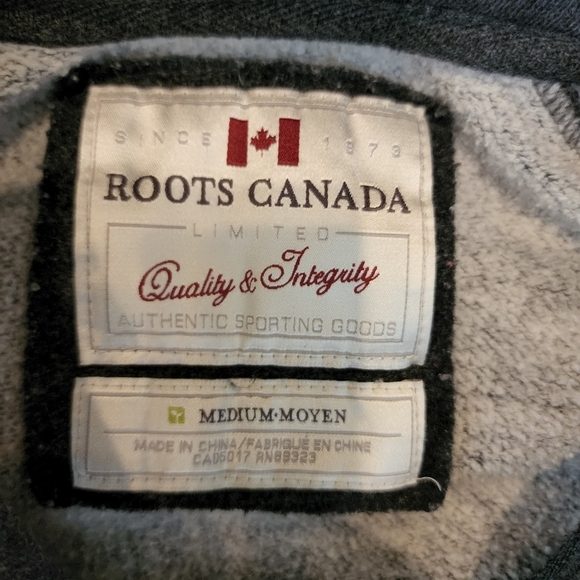 SINCE 1973
ROOTS CANADA
LIMITED
Quality & Integrity
AUTHENTIC SPORTING GOODS
MEDIUM·MOYEN
MADE IN CHINA/FABRIQUÉ EN CHINE
CA05017 RN89323